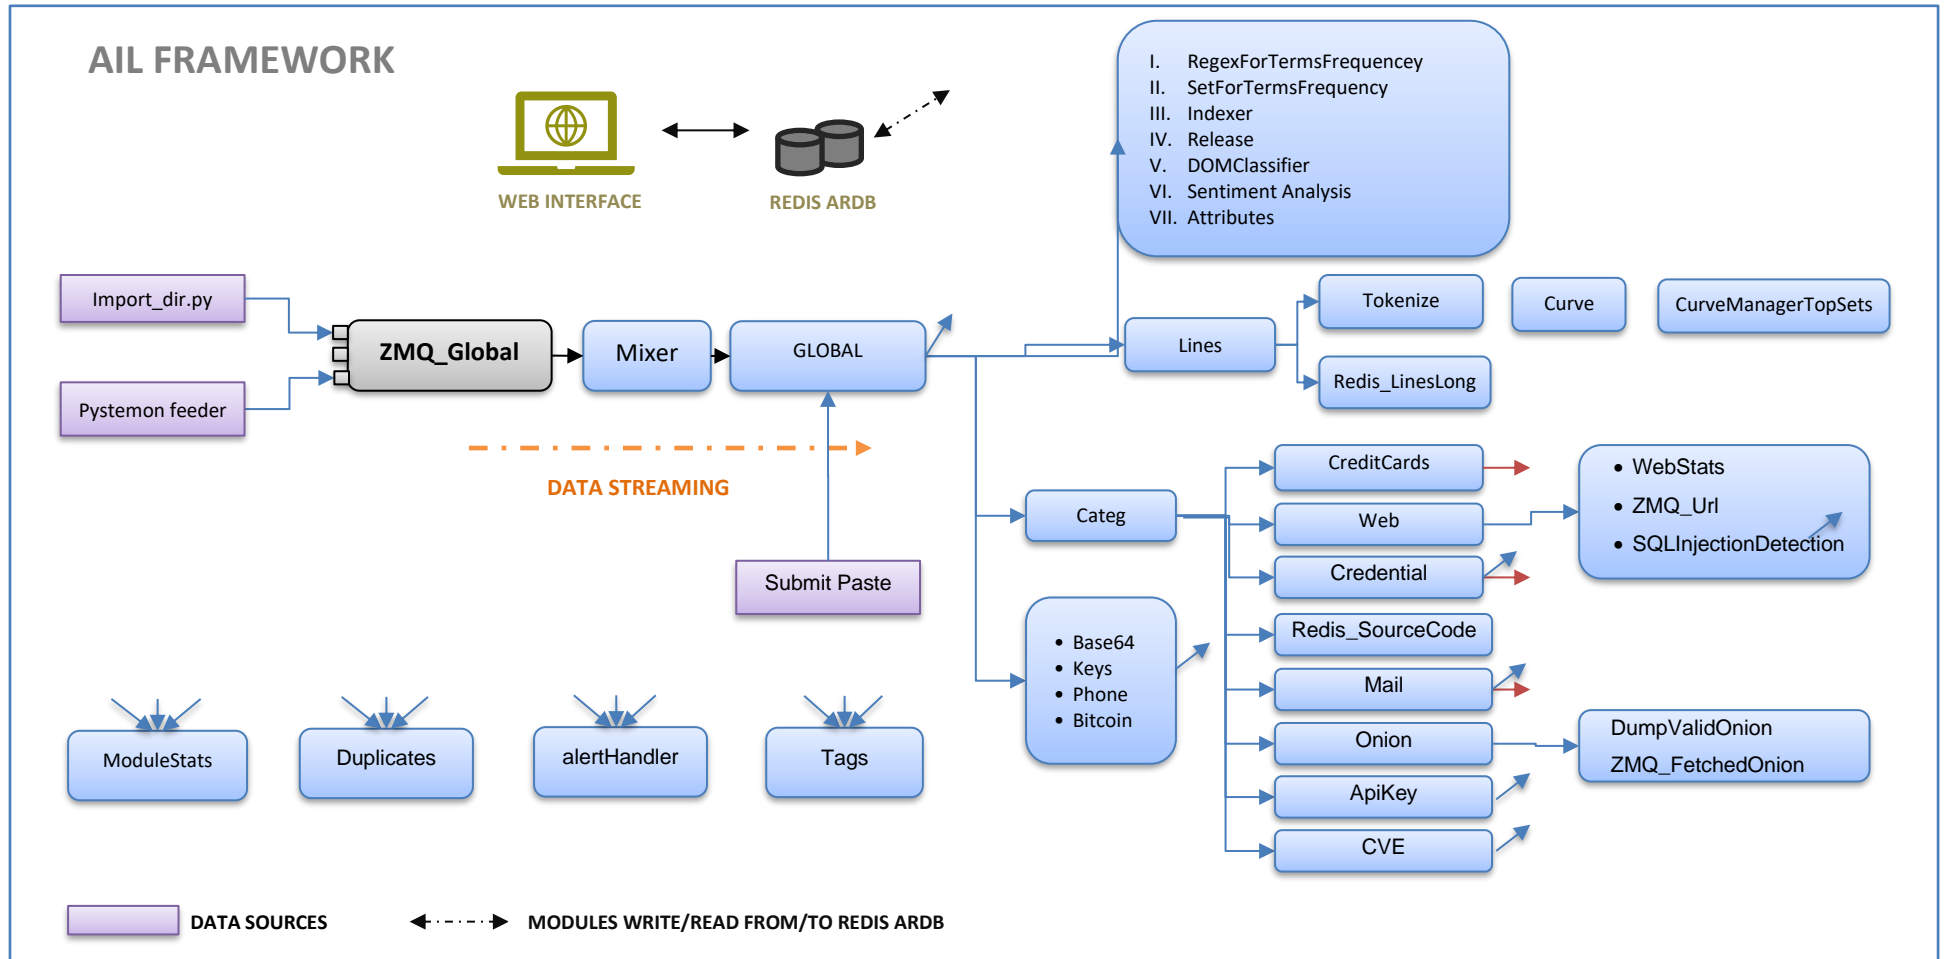 AIL FRAMEWORK
WEB INTERFACE
REDIS ARDB
I. RegexForTermsFrequencey
II. SetForTermsFrequency
III. Indexer
IV. Release
V. DOMClassifier
VI. Sentiment Analysis
VII. Attributes
Import_dir.py
Pystemon feeder
ZMQ_Global
Mixer
GLOBAL
Lines
Tokenize
Curve
CurveManagerTopSets
Redis_LinesLong
DATA STREAMING
Submit Paste
Categ
CreditCards
Web
Credential
Redis_SourceCode
Mail
Onion
ApiKey
CVE
• WebStats
• ZMQ_Url
• SQLInjectionDetection
• Base64
• Keys
• Phone
• Bitcoin
DumpValidOnion
ZMQ_FetchedOnion
ModuleStats
Duplicates
alertHandler
Tags
DATA SOURCES
MODULES WRITE/READ FROM/TO REDIS ARDB